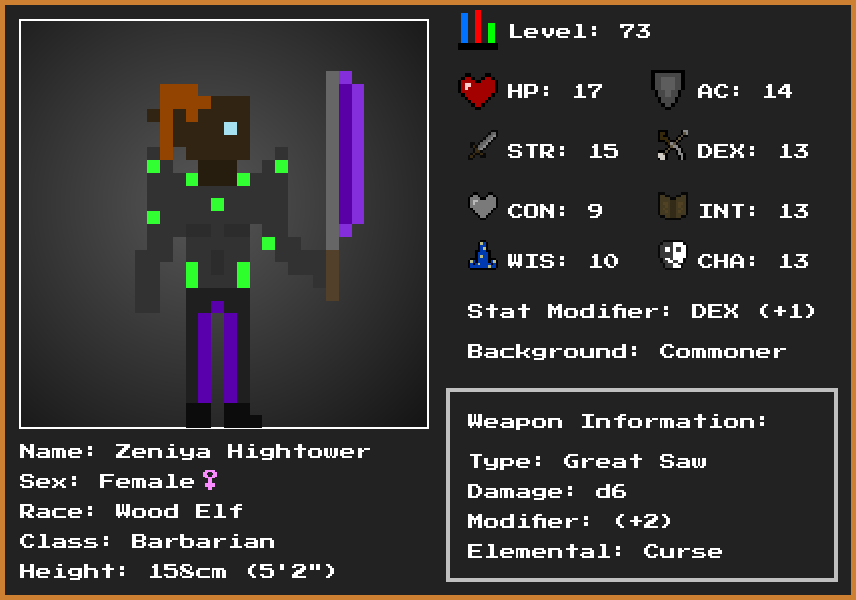 Level: 73
HP: 17
AC: 14
STR: 15
DEX: 13
CON: 9
INT: 13
WIS: 10
CHA: 13
Stat Modifier: DEX (+1)
Background: Commoner
Weapon Information:
Type: Great Saw
Damage: d6
Modifier: (+2)
Elemental: Curse
Name: Zeniya Hightower
Sex: Female♀
Race: Wood Elf
Class: Barbarian
Height: 158cm (5'2")